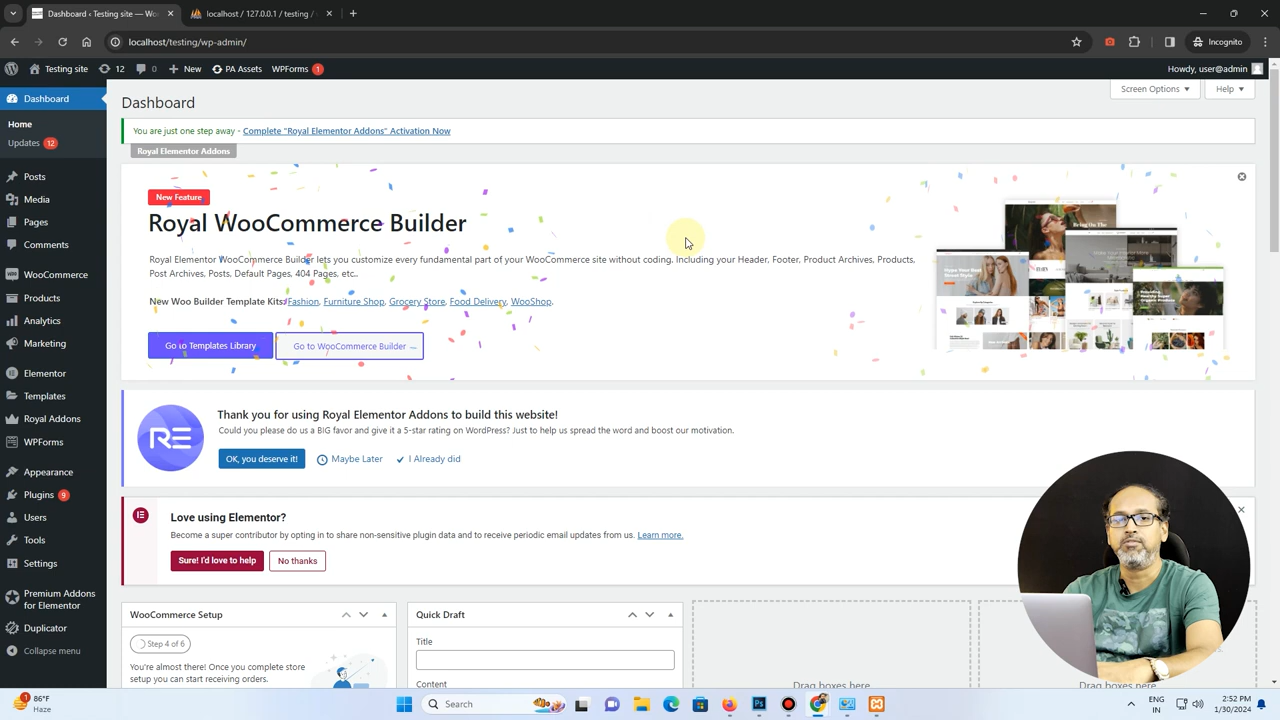 Dashboard ‹ Testing site — Wor
localhost / 127.0.0.1 / testing /
localhost/testing/wp-admin/
Incognito
Testing site
12
0
New
PA Assets
WPForms 1
Howdy, user@admin
Dashboard
Home
Updates 12
Posts
Media
Pages
Comments
WooCommerce
Products
Analytics
Marketing
Elementor
Templates
Royal Addons
WPForms
Appearance
Plugins 9
Users
Tools
Settings
Premium Addons
for Elementor
Duplicator
Collapse menu
Screen Options
Help
Dashboard
You are just one step away - Complete "Royal Elementor Addons" Activation Now
Royal Elementor Addons
New Feature
Royal WooCommerce Builder
Royal Elementor WooCommerce Builder lets you customize every fundamental part of your WooCommerce site without coding. Including your Header, Footer, Product Archives, Products,
Post Archives, Posts, Default Pages, 404 Pages, etc..
New Woo Builder Template Kits: Fashion, Furniture Shop, Grocery Store, Food Delivery, WooShop.
Go to Templates Library
Go to WooCommerce Builder
RE
Thank you for using Royal Elementor Addons to build this website!
Could you please do us a BIG favor and give it a 5-star rating on WordPress? Just to help us spread the word and boost our motivation.
OK, you deserve it!
Maybe Later
I Already did
Love using Elementor?
Become a super contributor by opting in to share non-sensitive plugin data and to receive periodic email updates from us. Learn more.
Sure! I'd love to help
No thanks
WooCommerce Setup
Step 4 of 6
You're almost there! Once you complete store
setup you can start receiving orders.
Quick Draft
Title
Content
Drag boxes here
Drag boxes here
1
86°F
Haze
Search
ENG
IN
2:52 PM
1/30/2024